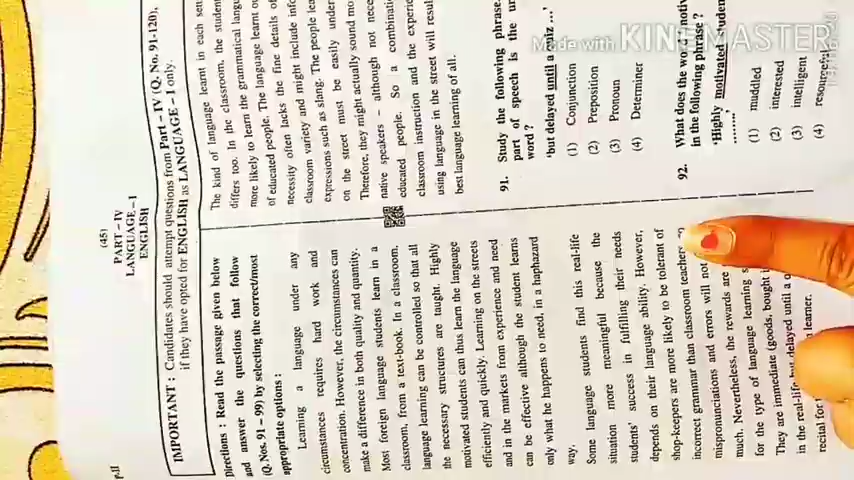 (45)
PART – IV
LANGUAGE – I
ENGLISH
IMPORTANT : Candidates should attempt questions from Part – IV (Q. No. 91-120),
if they have opted for ENGLISH as LANGUAGE – I only.
Directions : Read the passage given below
and answer the questions that follow
(Q. Nos. 91 – 99) by selecting the correct/most
appropriate options :
Learning a language under any
circumstances requires hard work and
concentration. However, the circumstances can
make a difference in both quality and quantity.
Most foreign language students learn in a
classroom, from a text-book. In a classroom,
language learning can be controlled so that all
the necessary structures are taught. Highly
motivated students can thus learn the language
efficiently and quickly. Learning on the streets
and in the markets from experience and need
can be effective although the student learns
only what he happens to need, in a haphazard
way.
Some language students find this real-life
situation more meaningful because the
students' success in fulfilling their needs
depends on their language ability. However,
shop-keepers are more likely to be tolerant of
incorrect grammar than classroom teachers
mispronunciations and errors will not
much. Nevertheless, the rewards are
for the type of language learning
They are immediate (goods, bought
in the real-life but delayed until a
recital for learner.
The kind of language learnt in each
differs too. In the classroom, the
more likely to learn the grammatical
of educated people. The language learnt
necessity often lacks the fine details of
classroom variety and might include
expressions such as slang. The people
on the street must be easily
Therefore, they might actually sound
native speakers – although not
educated people. So a
classroom instruction and the
using language in the street will
best language learning of all.
91. Study the following phrase.
part of speech is the
word ?
'but delayed until a quiz ...'
(1) Conjunction
(2) Preposition
(3) Pronoun
(4) Determiner
92. What does the word
in the following phrase ?
'Highly motivated
........'
(1) muddled
(2) interested
(3) intelligent
(4) resourceful
Made with KINEMASTER